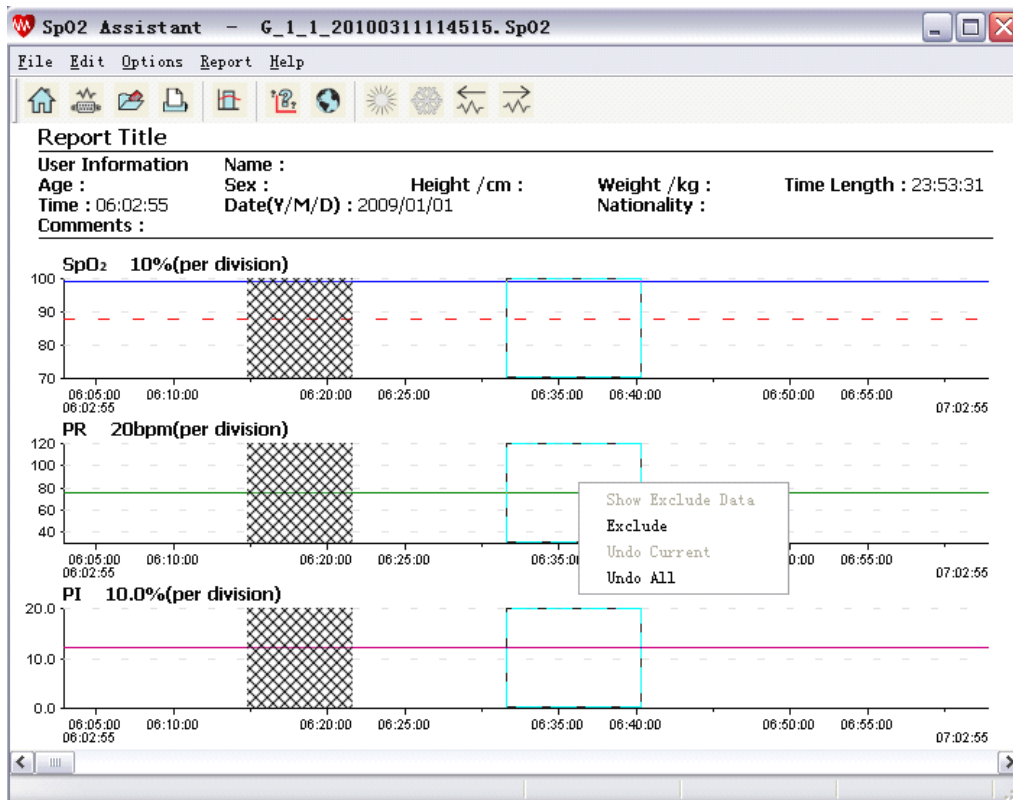 SpO2 Assistant - G_1_1_20100311114515.SpO2
File Edit Options Report Help
Report Title
User Information Name :
Age : Sex : Height /cm : Weight /kg : Time Length : 23:53:31
Time : 06:02:55 Date(Y/M/D) : 2009/01/01 Nationality :
Comments :
SpO₂ 10%(per division)
100
90
80
70
06:05:00 06:10:00 06:20:00 06:25:00 06:35:00 06:40:00 06:50:00 06:55:00
06:02:55 07:02:55
PR 20bpm(per division)
120
100
80
60
40
Show Exclude Data
Exclude
Undo Current
Undo All
06:05:00 06:10:00 06:20:00 06:25:00 06:35:0 0:00 06:55:00
06:02:55 07:02:55
PI 10.0%(per division)
20.0
10.0
0.0
06:05:00 06:10:00 06:20:00 06:25:00 06:35:00 06:40:00 06:50:00 06:55:00
06:02:55 07:02:55